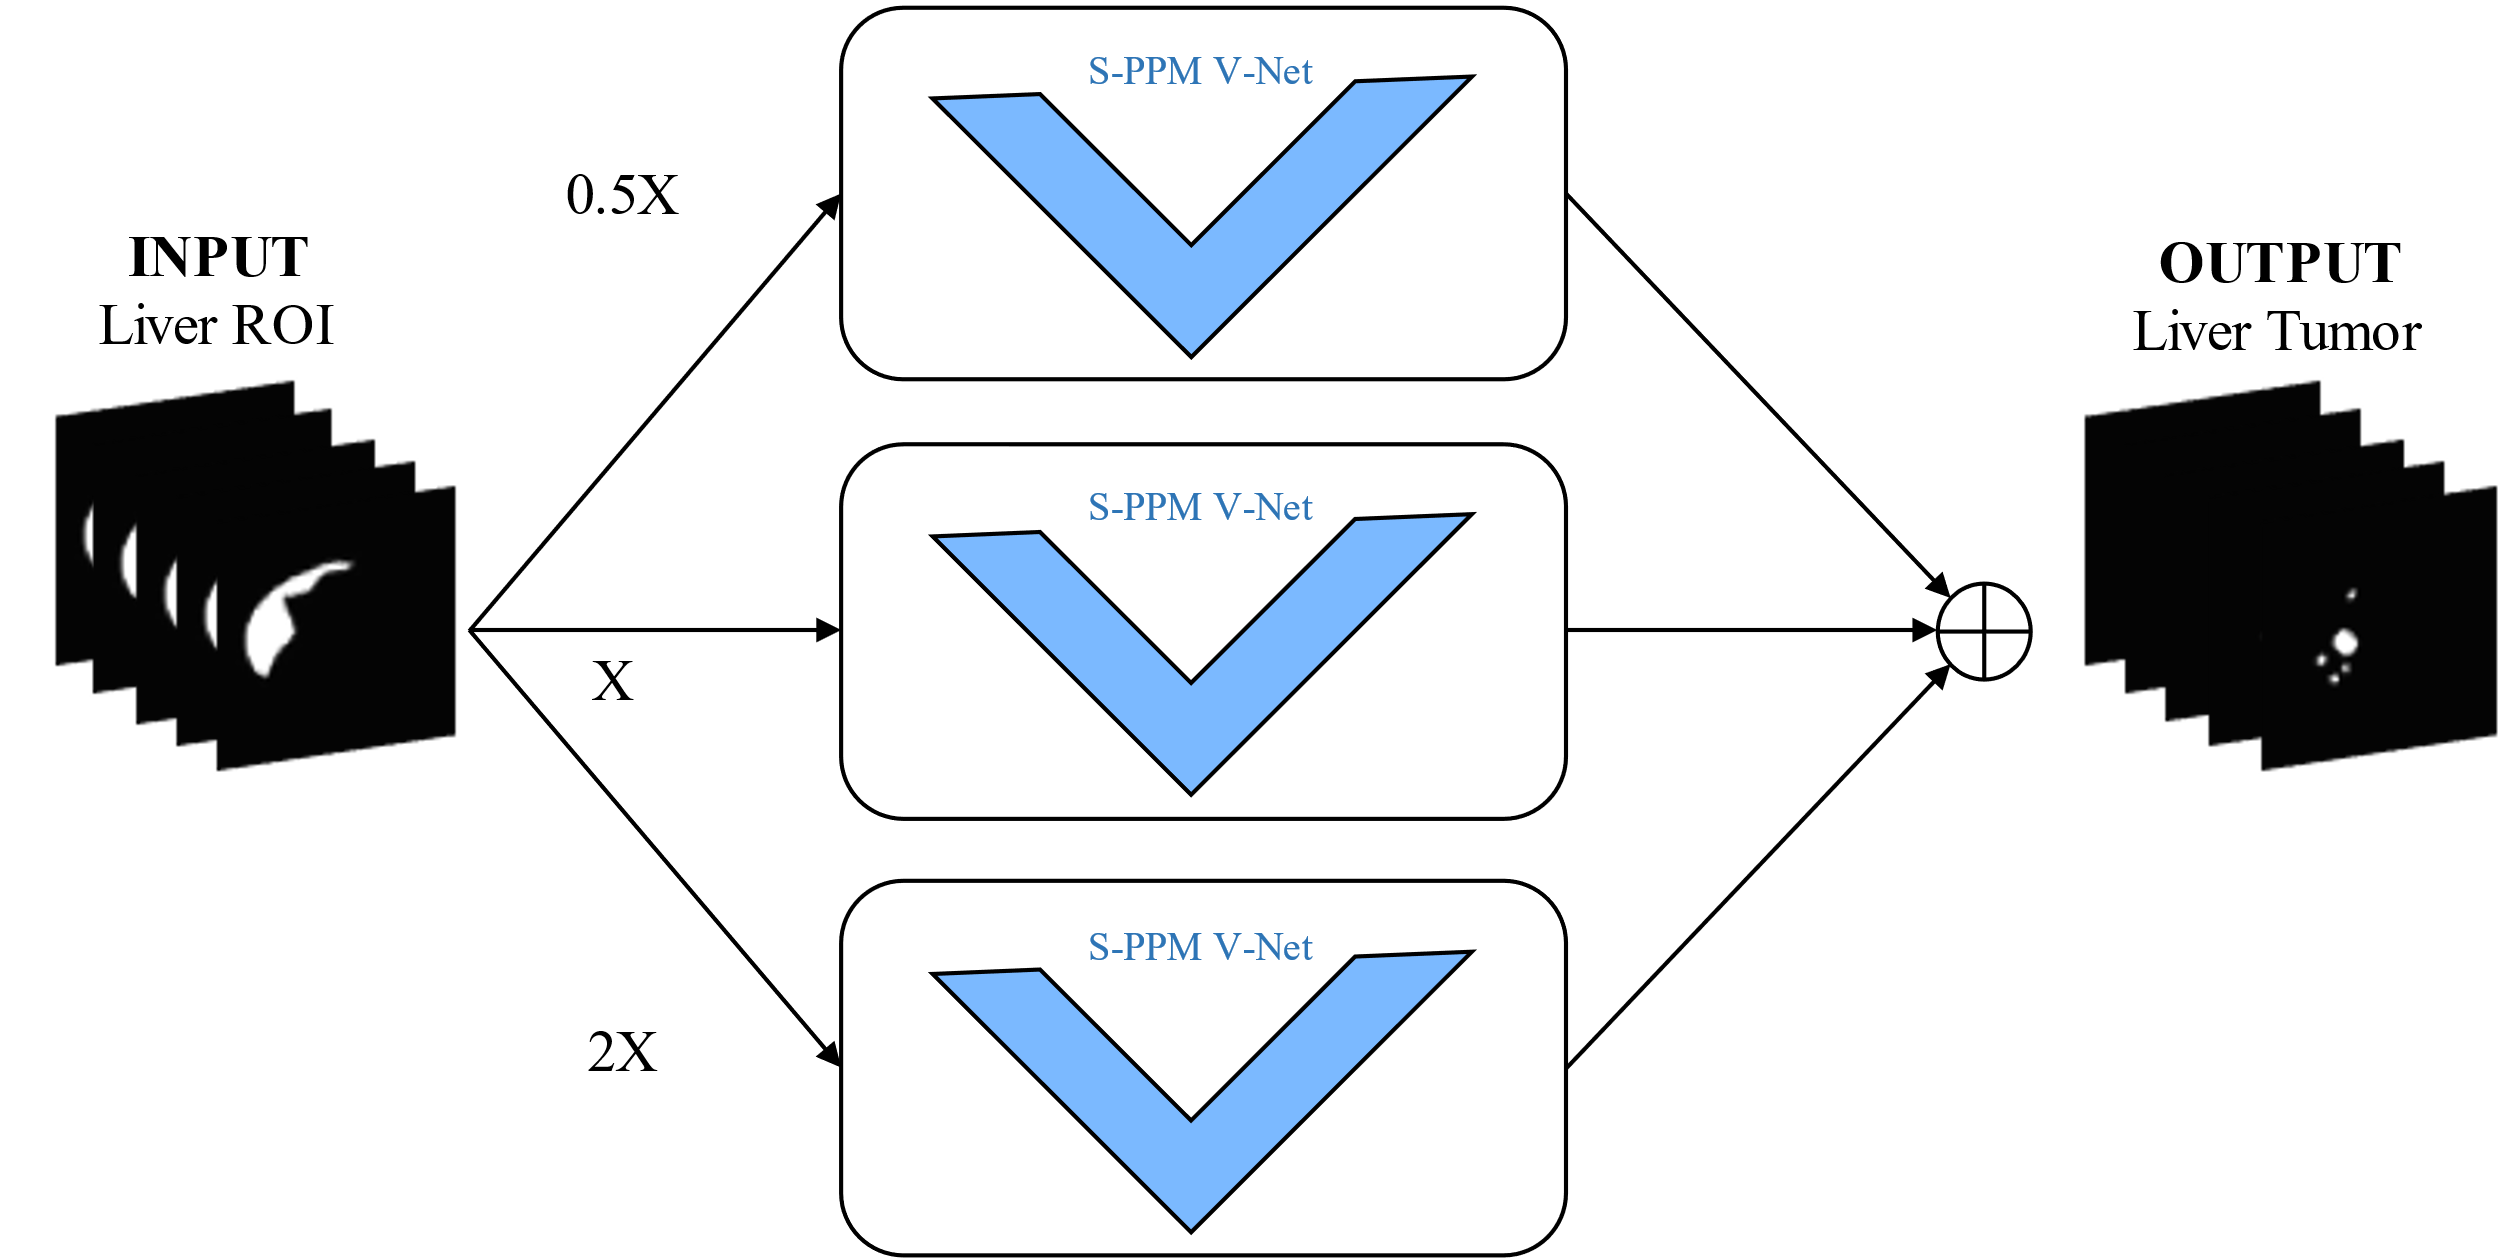 INPUT
Liver ROI
0.5X
X
2X
S-PPM V-Net
S-PPM V-Net
S-PPM V-Net
OUTPUT
Liver Tumor